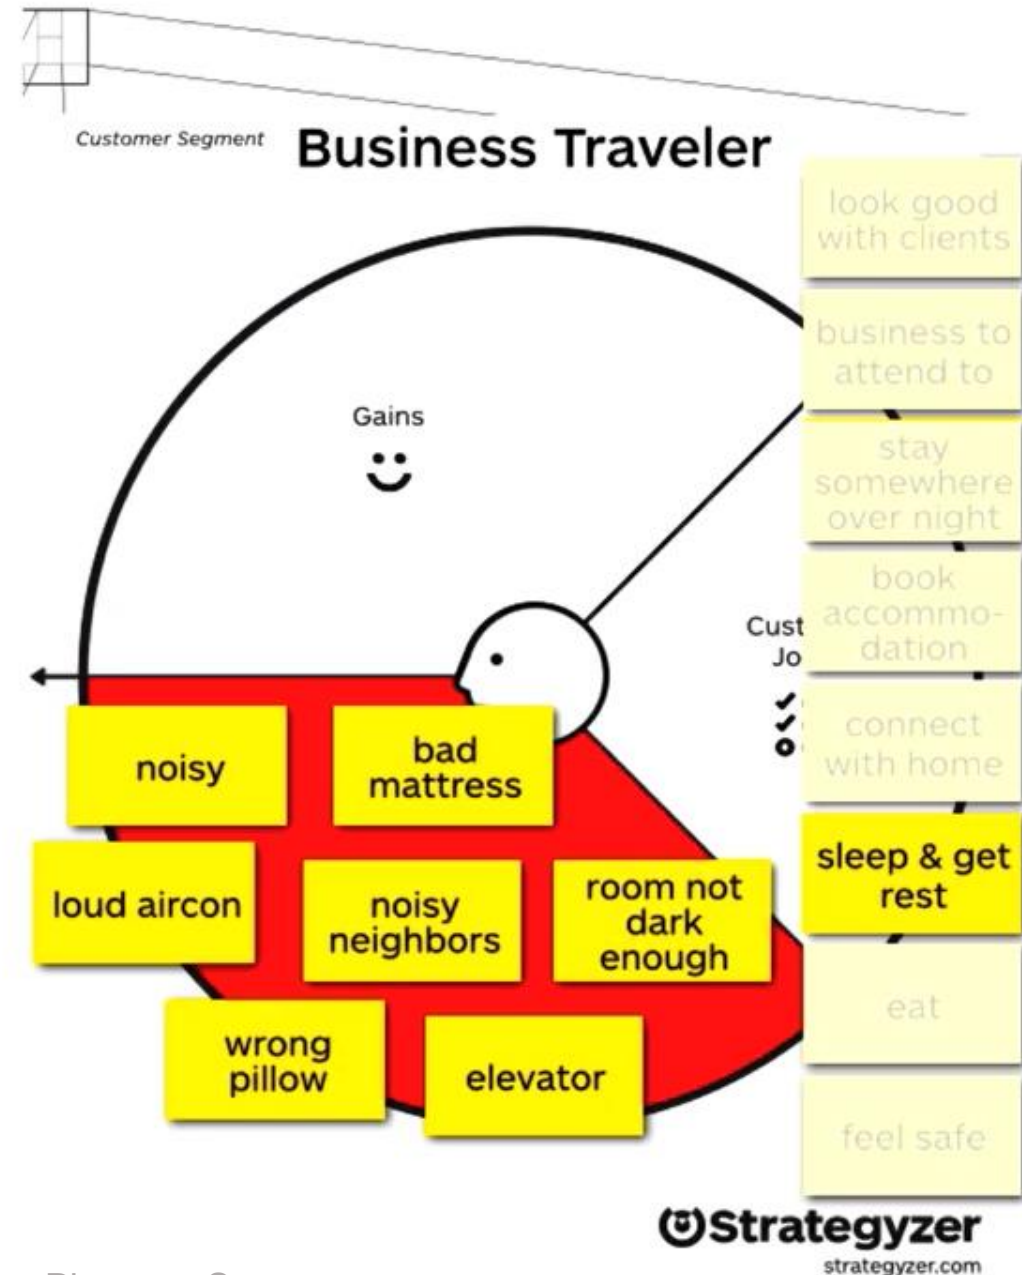 Customer Segment
Business Traveler
look good
with clients
business to
attend to
Gains
stay
somewhere
over night
book
accommo-
dation
Cust
Jo
connect
with home
noisy
bad
mattress
sleep & get
rest
loud aircon
noisy
neighbors
room not
dark
enough
eat
wrong
pillow
elevator
feel safe
Strategyzer
strategyzer.com